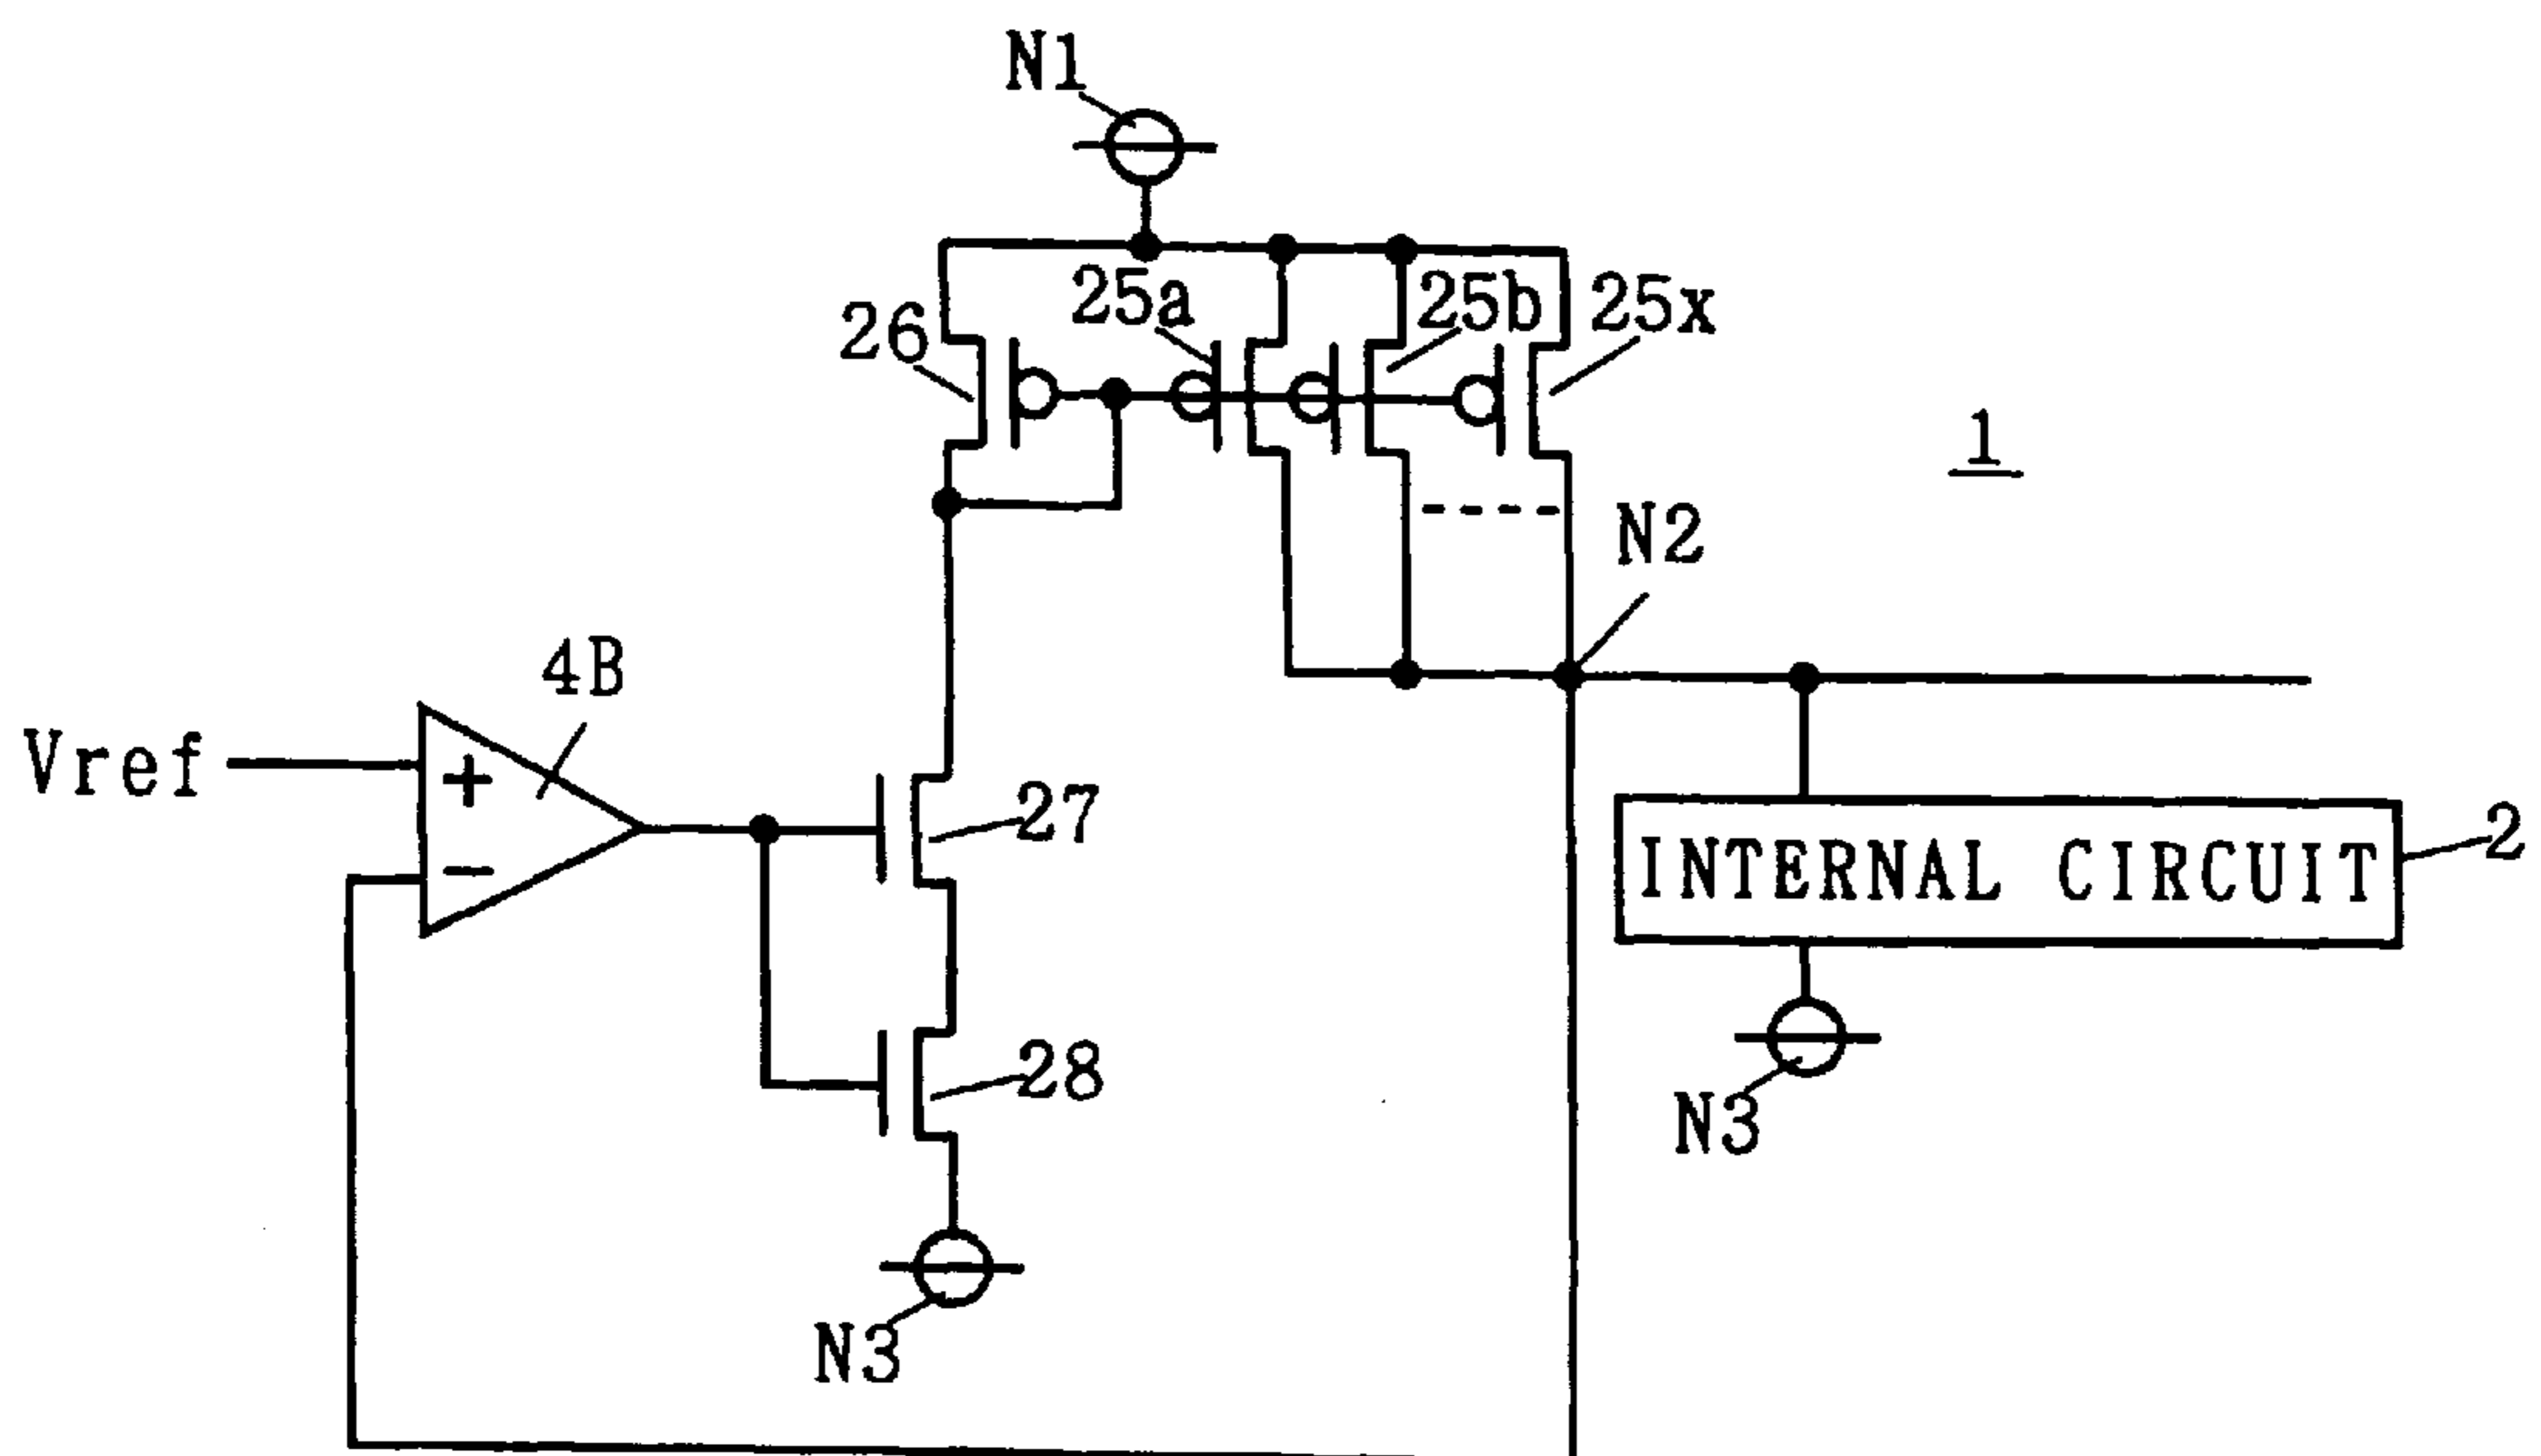 N1
25a
25b
25x
26
1
N2
4B
Vref
+
-
27
INTERNAL CIRCUIT
2
28
N3
N3